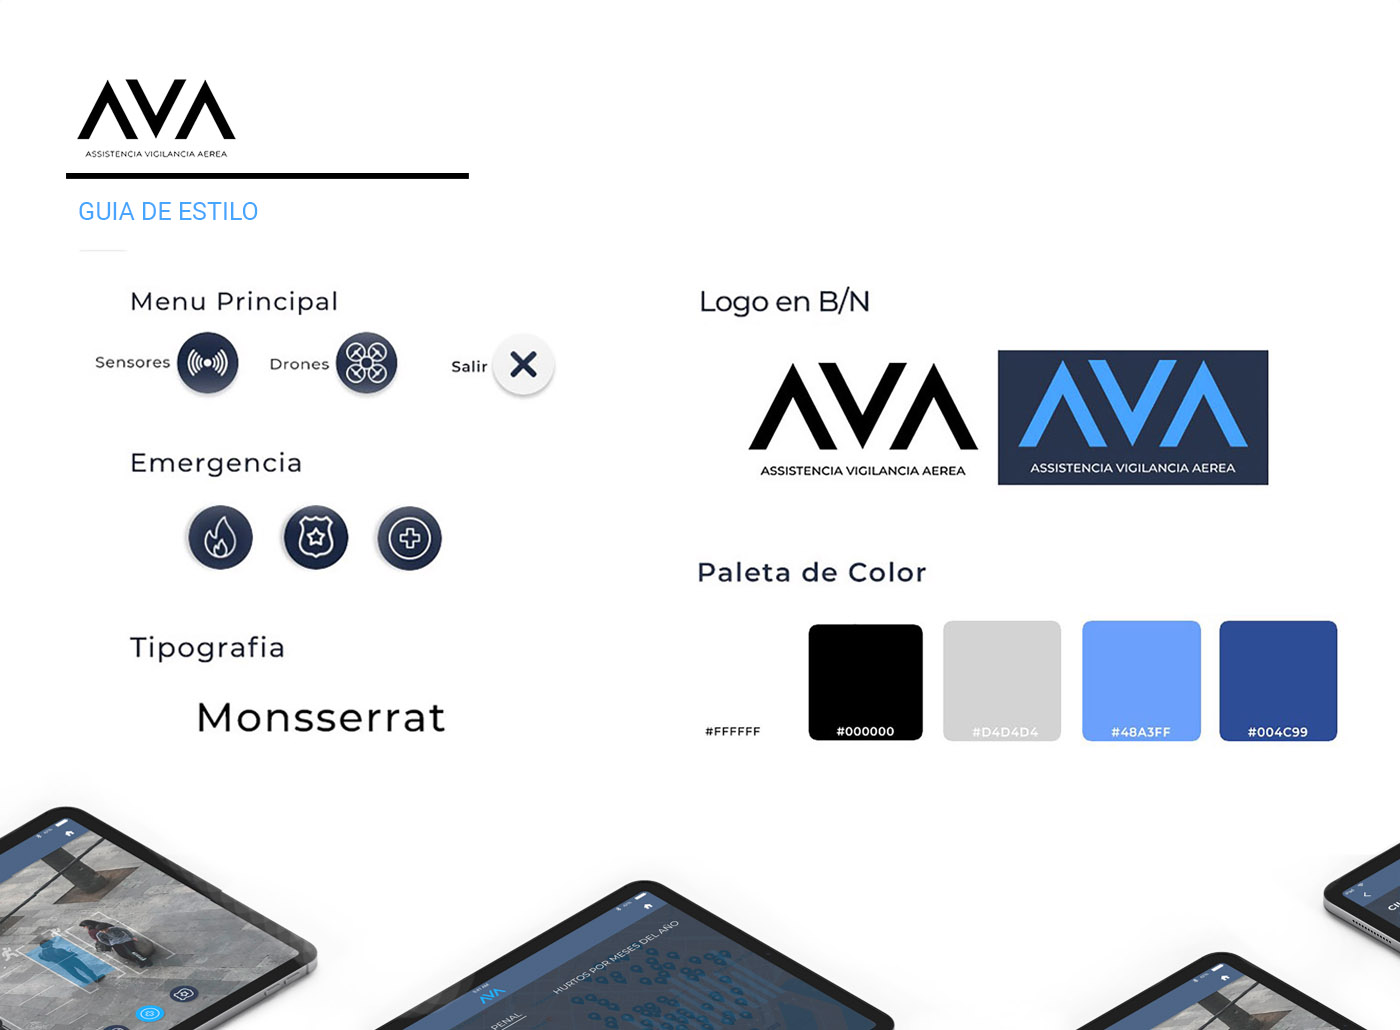 AVA
ASSISTENCIA VIGILANCIA AEREA
GUIA DE ESTILO
Menu Principal
Sensores
Drones
Salir
Emergencia
Tipografia
Monsserrat
Logo en B/N
AVA
ASSISTENCIA VIGILANCIA AEREA
AVA
ASSISTENCIA VIGILANCIA AEREA
Paleta de Color
#FFFFFF
#000000
#D4D4D4
#48A3FF
#004C99
AVA
HURTOS POR MESES DEL AÑO
PENAL